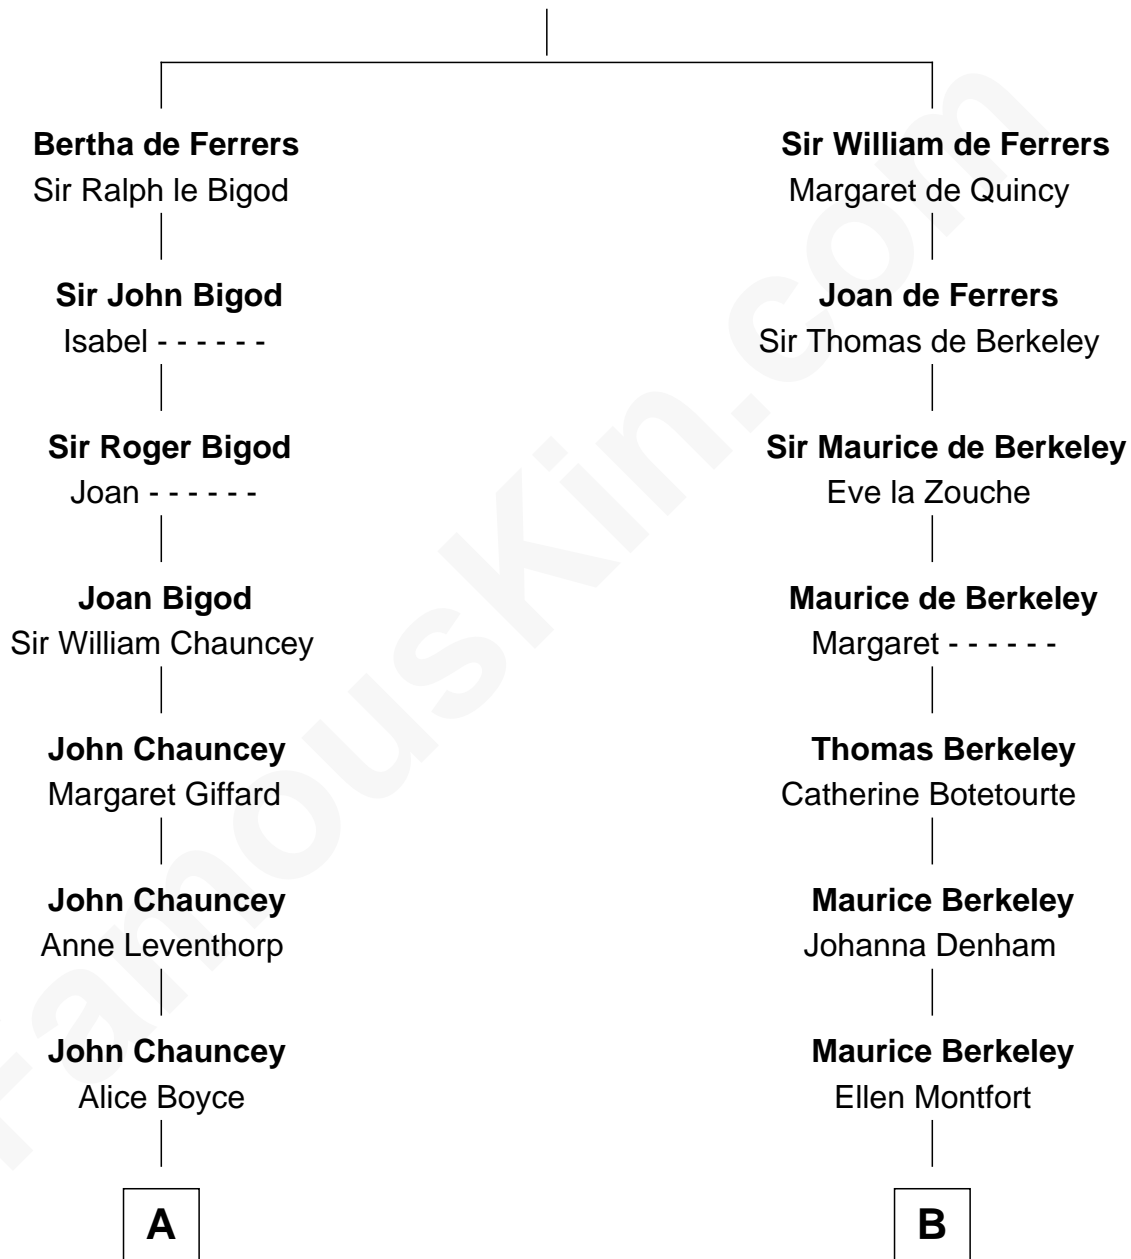 Bertha de Ferrers
Sir Ralph le Bigod
Sir John Bigod
Isabel - - - - - -
Sir Roger Bigod
Joan - - - - - -
Joan Bigod
Sir William Chauncey
John Chauncey
Margaret Giffard
John Chauncey
Anne Leventhorp
John Chauncey
Alice Boyce
A
Sir William de Ferrers
Margaret de Quincy
Joan de Ferrers
Sir Thomas de Berkeley
Sir Maurice de Berkeley
Eve la Zouche
Maurice de Berkeley
Margaret - - - - - -
Thomas Berkeley
Catherine Botetourte
Maurice Berkeley
Johanna Denham
Maurice Berkeley
Ellen Montfort
B
FamousKin.com